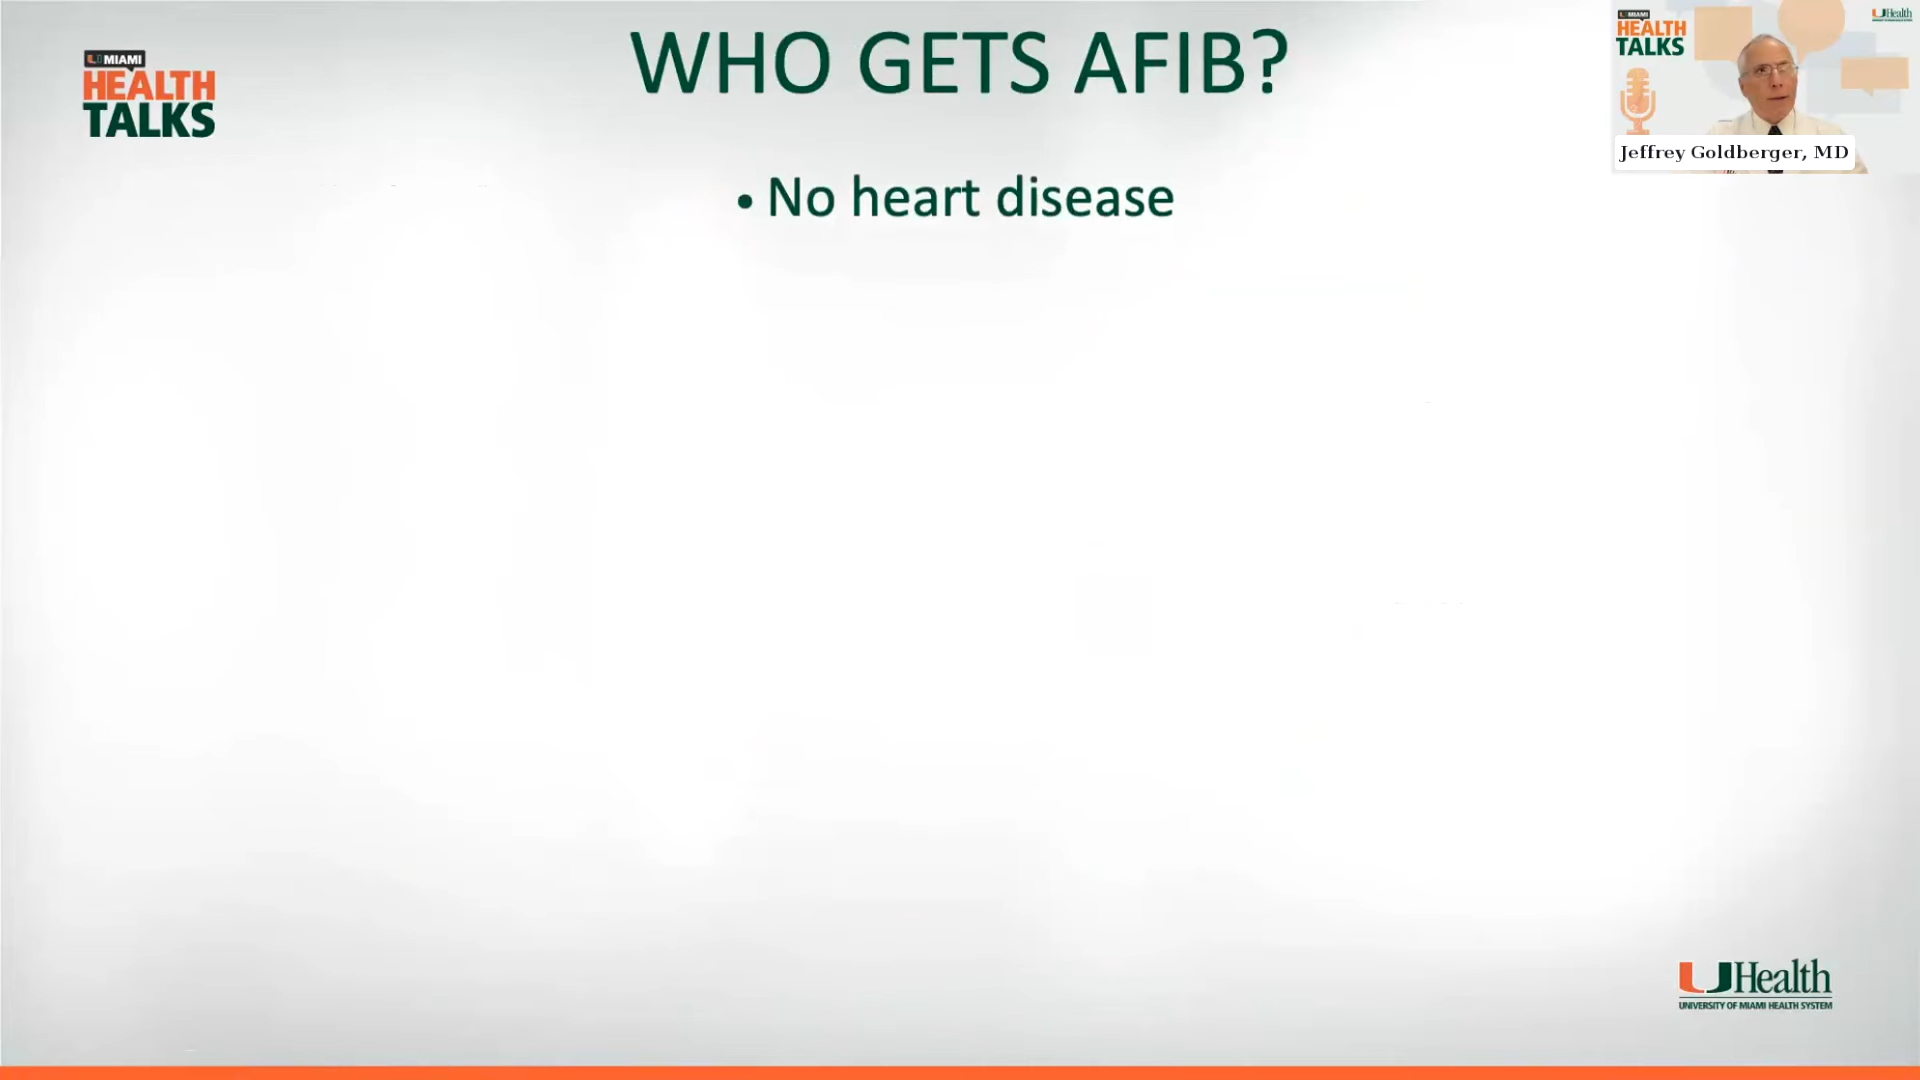 WHO GETS AFIB?
U MIAMI
HEALTH
TALKS
• No heart disease
MIAMI
HEALTH
TALKS
UHealth
Jeffrey Goldberger, MD
UHealth
UNIVERSITY OF MIAMI HEALTH SYSTEM